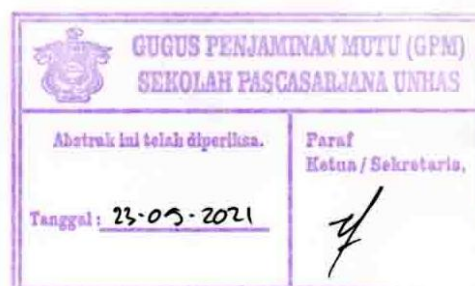 GUGUS PENJAMINAN MUTU (GPM)
SEKOLAH PASCASARJANA UNHAS
Abstrak ini telah diperiksa.
Tanggal : 23-09-2021
Paraf
Ketua / Sekretaris,